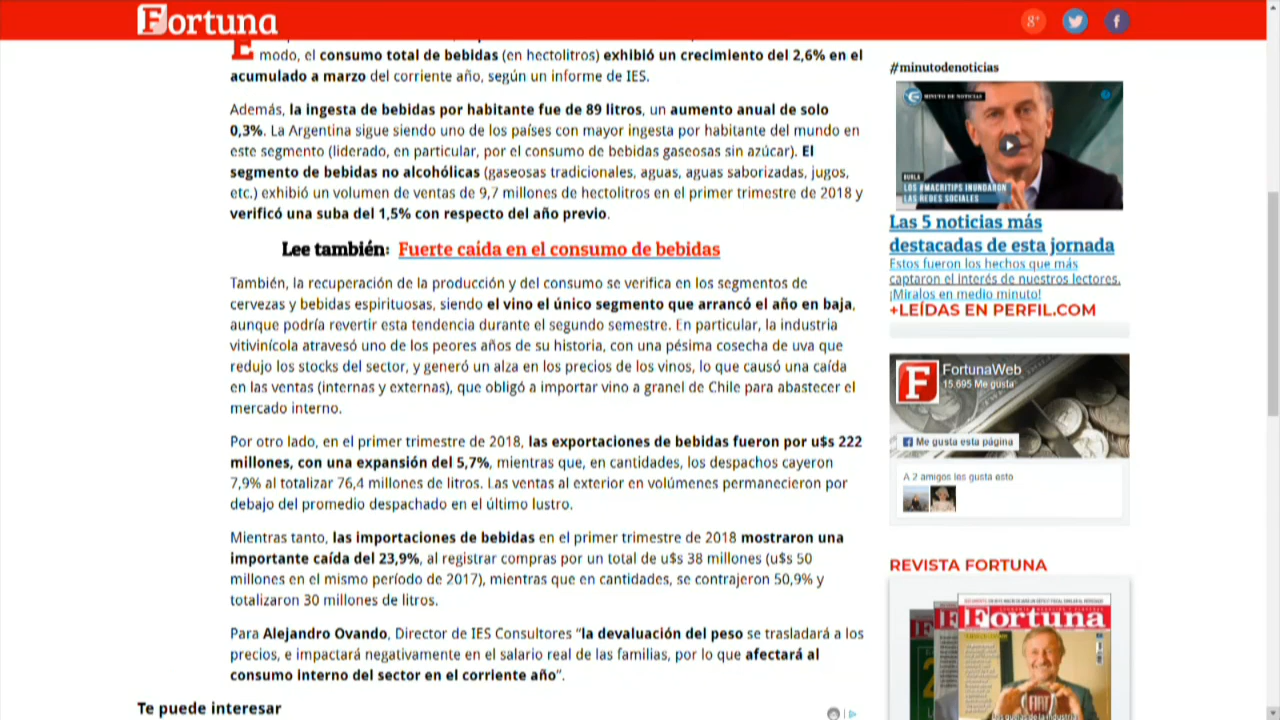 Fortuna
E
modo, el consumo total de bebidas (en hectolitros) exhibió un crecimiento del 2,6% en el
acumulado a marzo del corriente año, según un informe de IES.
Además, la ingesta de bebidas por habitante fue de 89 litros, un aumento anual de solo
0,3%. La Argentina sigue siendo uno de los países con mayor ingesta por habitante del mundo en
este segmento (liderado, en particular, por el consumo de bebidas gaseosas sin azúcar). El
segmento de bebidas no alcohólicas (gaseosas tradicionales, aguas, aguas saborizadas, jugos,
etc.) exhibió un volumen de ventas de 9,7 millones de hectolitros en el primer trimestre de 2018 y
verificó una suba del 1,5% con respecto del año previo.
Lee también: Fuerte caída en el consumo de bebidas
También, la recuperación de la producción y del consumo se verifica en los segmentos de
cervezas y bebidas espirituosas, siendo el vino el único segmento que arrancó el año en baja,
aunque podría revertir esta tendencia durante el segundo semestre. En particular, la industria
vitivinícola atravesó uno de los peores años de su historia, con una pésima cosecha de uva que
redujo los stocks del sector, y generó un alza en los precios de los vinos, lo que causó una caída
en las ventas (internas y externas), que obligó a importar vino a granel de Chile para abastecer el
mercado interno.
Por otro lado, en el primer trimestre de 2018, las exportaciones de bebidas fueron por u$s 222
millones, con una expansión del 5,7%, mientras que, en cantidades, los despachos cayeron
7,9% al totalizar 76,4 millones de litros. Las ventas al exterior en volúmenes permanecieron por
debajo del promedio despachado en el último lustro.
Mientras tanto, las importaciones de bebidas en el primer trimestre de 2018 mostraron una
importante caída del 23,9%, al registrar compras por un total de u$s 38 millones (u$s 50
millones en el mismo período de 2017), mientras que en cantidades, se contrajeron 50,9% y
totalizaron 30 millones de litros.
Para Alejandro Ovando, Director de IES Consultores “la devaluación del peso se trasladará a los
precios, e impactará negativamente en el salario real de las familias, por lo que afectará al
consumo interno del sector en el corriente año”.
Te puede interesar
#minutodenoticias
MINUTO DE NOTICIAS
BURLA
LOS #MACRITIPS INUNDARON
LAS REDES SOCIALES
Las 5 noticias más
destacadas de esta jornada
Estos fueron los hechos que más
captaron el interés de nuestros lectores.
¡Miralos en medio minuto!
+LEÍDAS EN PERFIL.COM
F
FortunaWeb
15.695 Me gusta
Me gusta esta página
A 2 amigos les gusta esto
REVISTA FORTUNA
Fortuna
FIAT